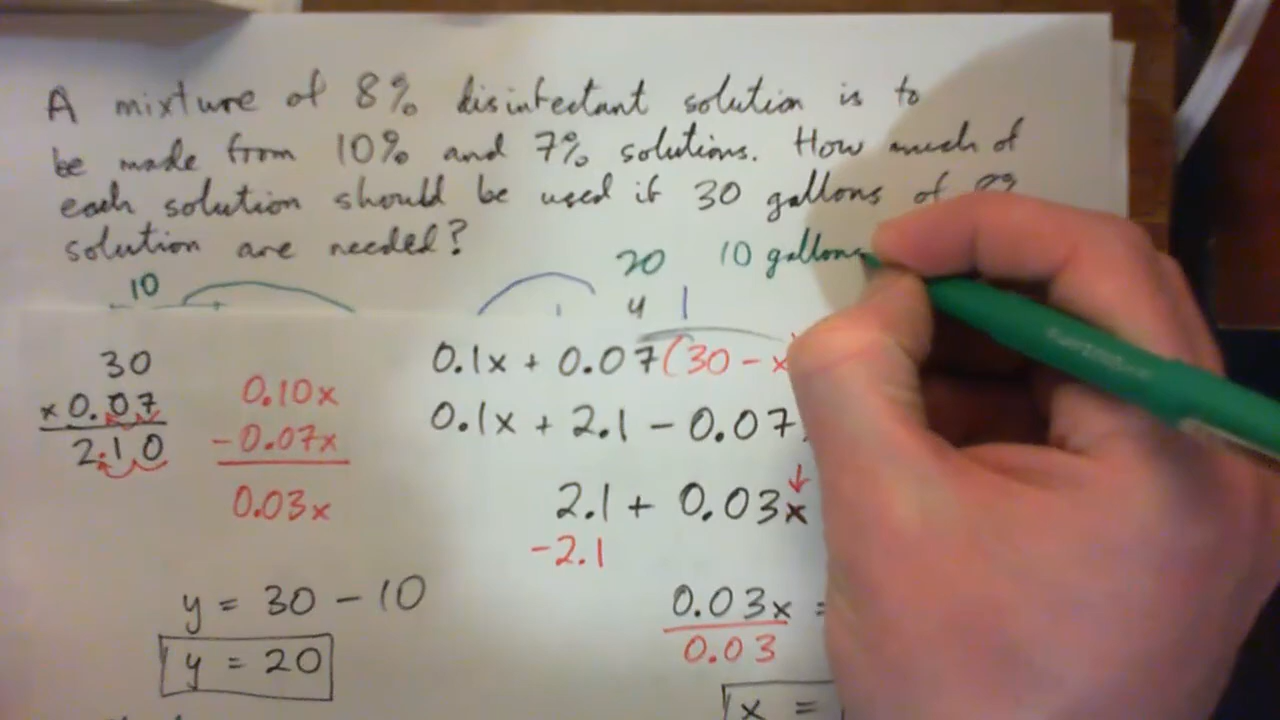 A mixture of 8% disinfectant solution is to
be made from 10% and 7% solutions. How much of
each solution should be used if 30 gallons of
solution are needed?
20 10 gallons
10
4 1
30
× 0.07
2.10
0.10x
- 0.07x
0.03x
0.1x + 0.07(30 - x
0.1x + 2.1 - 0.07
2.1 + 0.03x
-2.1
0.03x =
0.03
y = 30 - 10
y = 20
x =